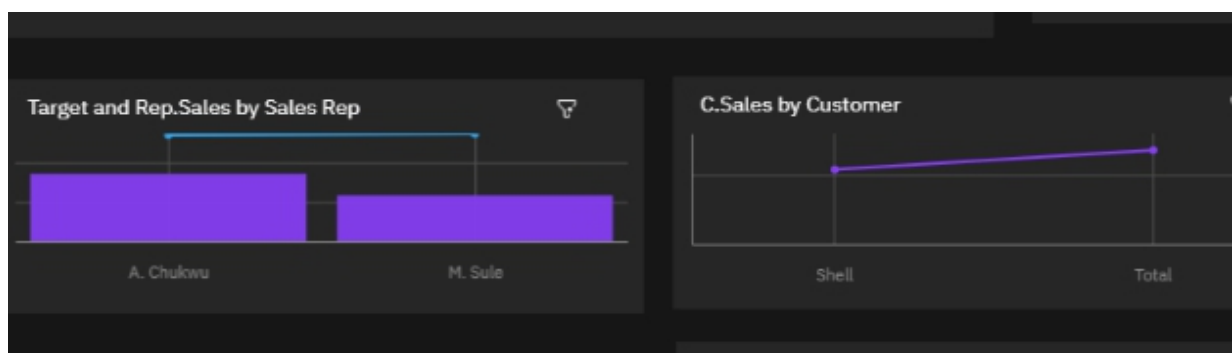 Target and Rep.Sales by Sales Rep
A. Chukwu
M. Sule
C.Sales by Customer
Shell
Total